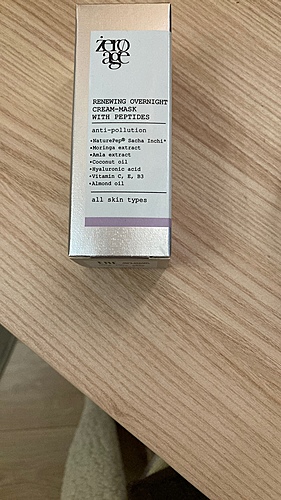 zero
age
RENEWING OVERNIGHT
CREAM-MASK
WITH PEPTIDES
anti-pollution
•NaturePep® Sacha Inchi*
•Moringa extract
•Amla extract
•Coconut oil
•Hyaluronic acid
•Vitamin C, E, B3
•Almond oil
all skin types